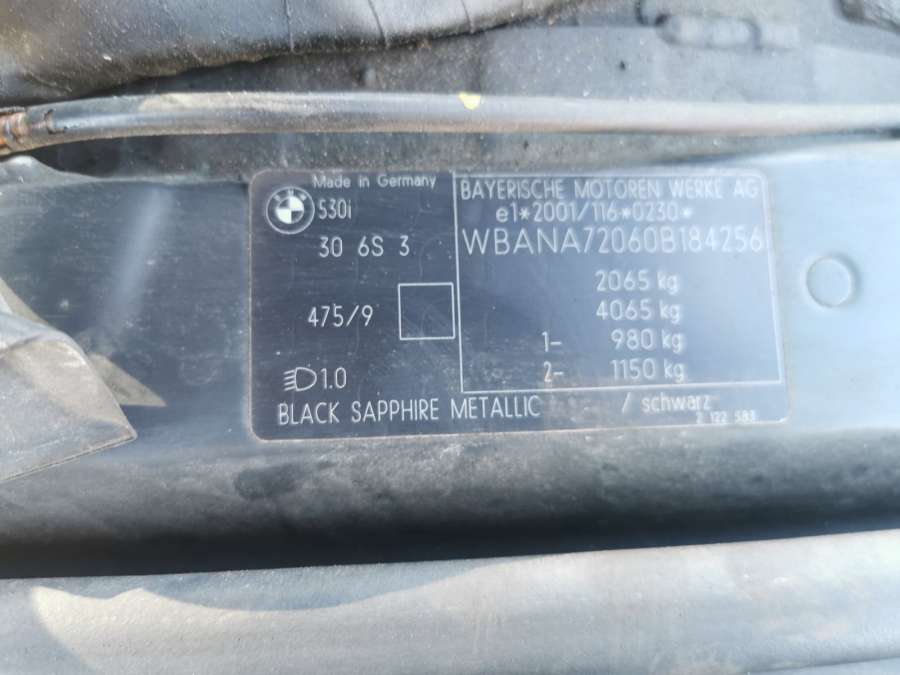 Made in Germany
BMW
530i
30 6S 3
475/9
1.0
BAYERISCHE MOTOREN WERKE AG
e1*2001/116*0230*
WBANA72060B184256
2065 kg
4065 kg
1- 980 kg
2- 1150 kg
BLACK SAPPHIRE METALLIC / schwarz
2 122 583